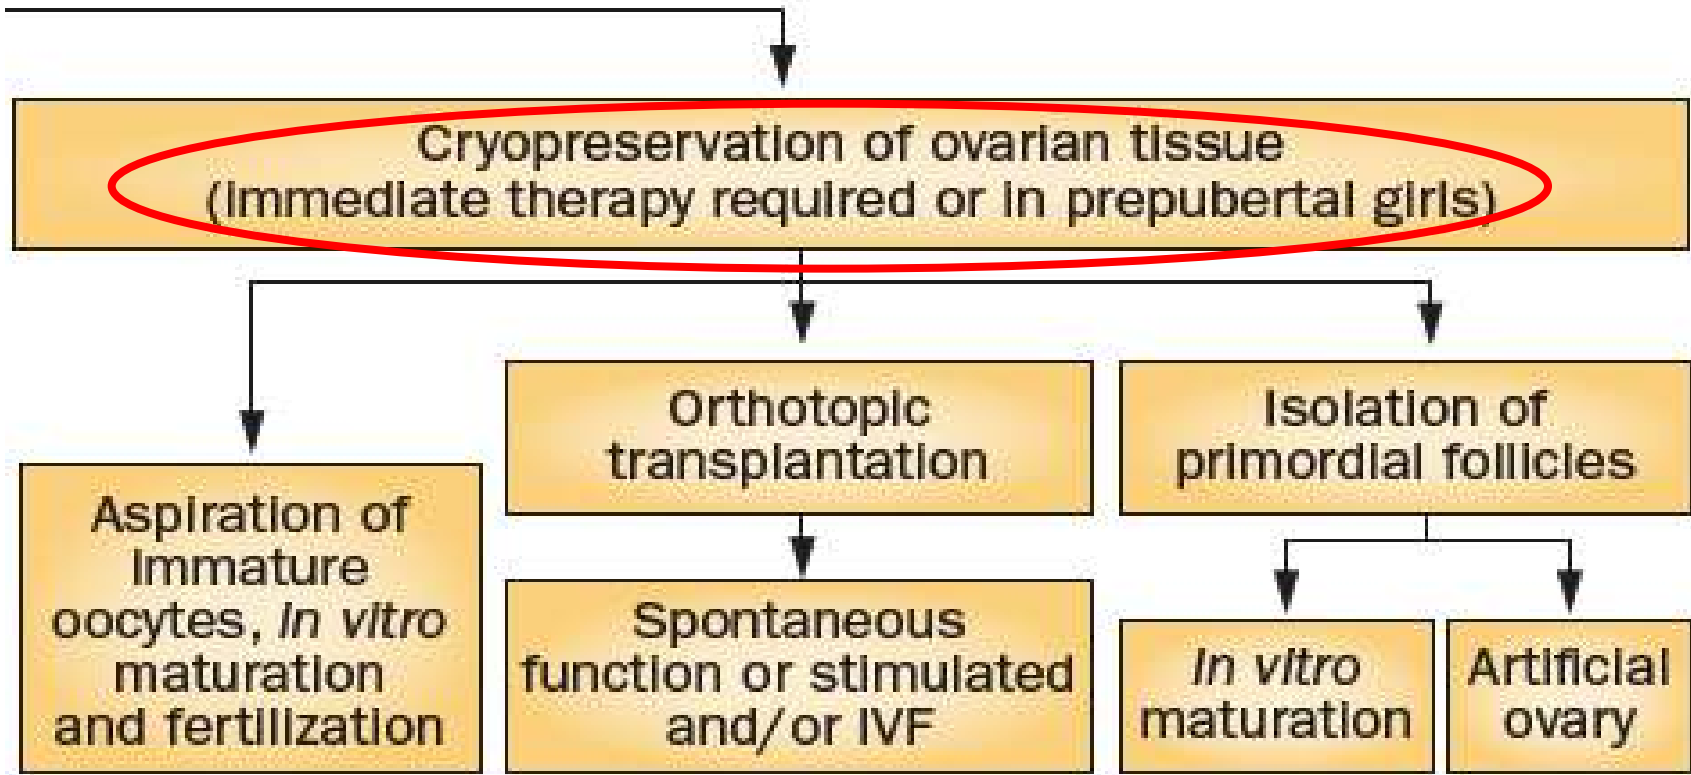 Cryopreservation of ovarian tissue
(immediate therapy required or in prepubertal girls)
Orthotopic
transplantation
Isolation of
primordial follicles
Aspiration of
immature
oocytes, In vitro
maturation
and fertilization
Spontaneous
function or stimulated
and/or IVF
In vitro
maturation
Artificial
ovary